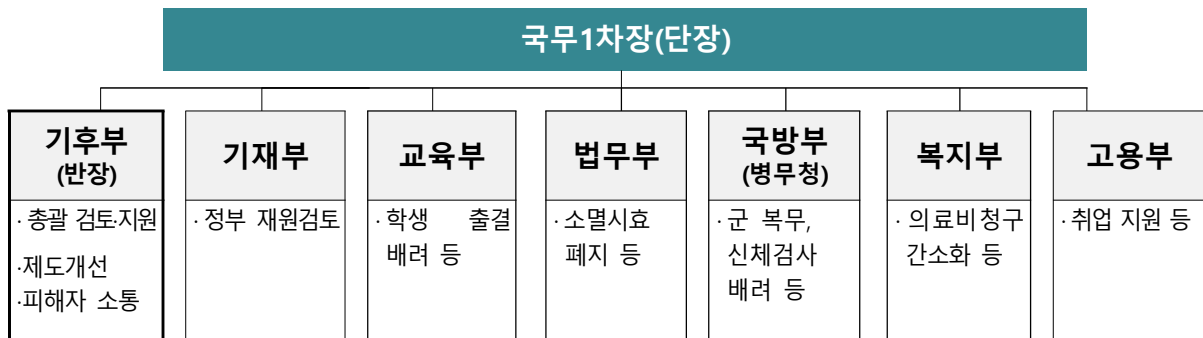 국무1차장(단장)
기후부
(반장)
· 총괄 검토·지원
·제도개선
·피해자 소통
기재부
· 정부 재원검토
교육부
· 학생 출결
배려 등
법무부
· 소멸시효
폐지 등
국방부
(병무청)
· 군 복무,
신체검사
배려 등
복지부
· 의료비청구
간소화 등
고용부
· 취업 지원 등